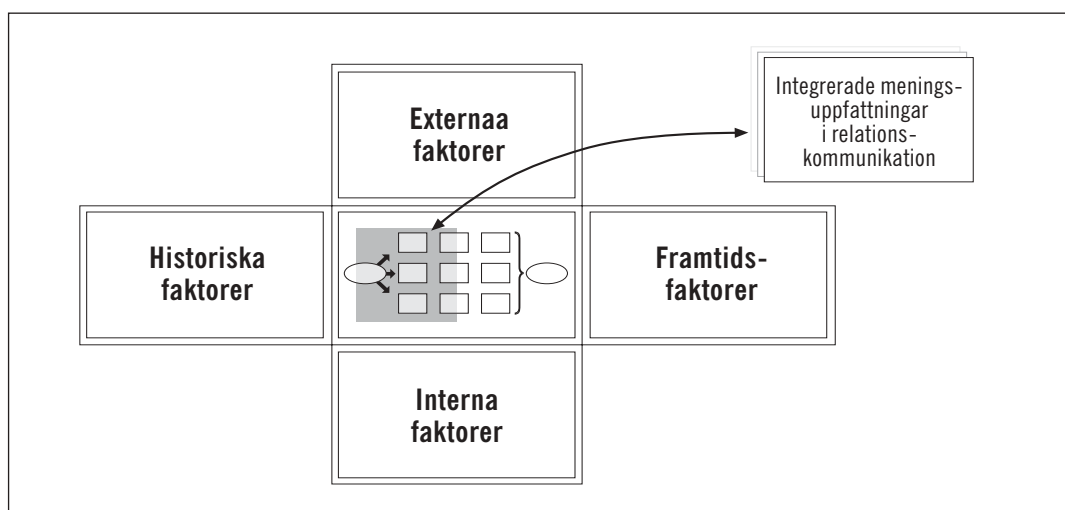 Externaa
faktorer
Integrerade menings-
uppfattningar
i relations-
kommunikation
Historiska
faktorer
Framtids-
faktorer
Interna
faktorer